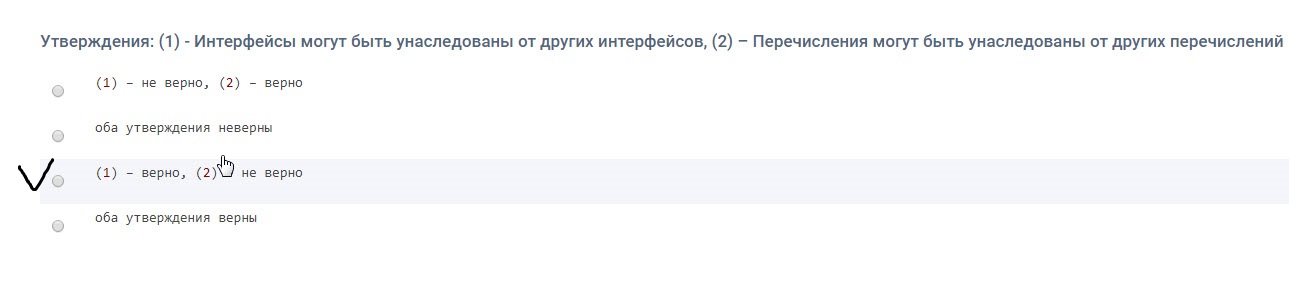 Утверждения: (1) - Интерфейсы могут быть унаследованы от других интерфейсов, (2) – Перечисления могут быть унаследованы от других перечислений
(1) – не верно, (2) – верно
оба утверждения неверны
(1) – верно, (2) не верно
оба утверждения верны